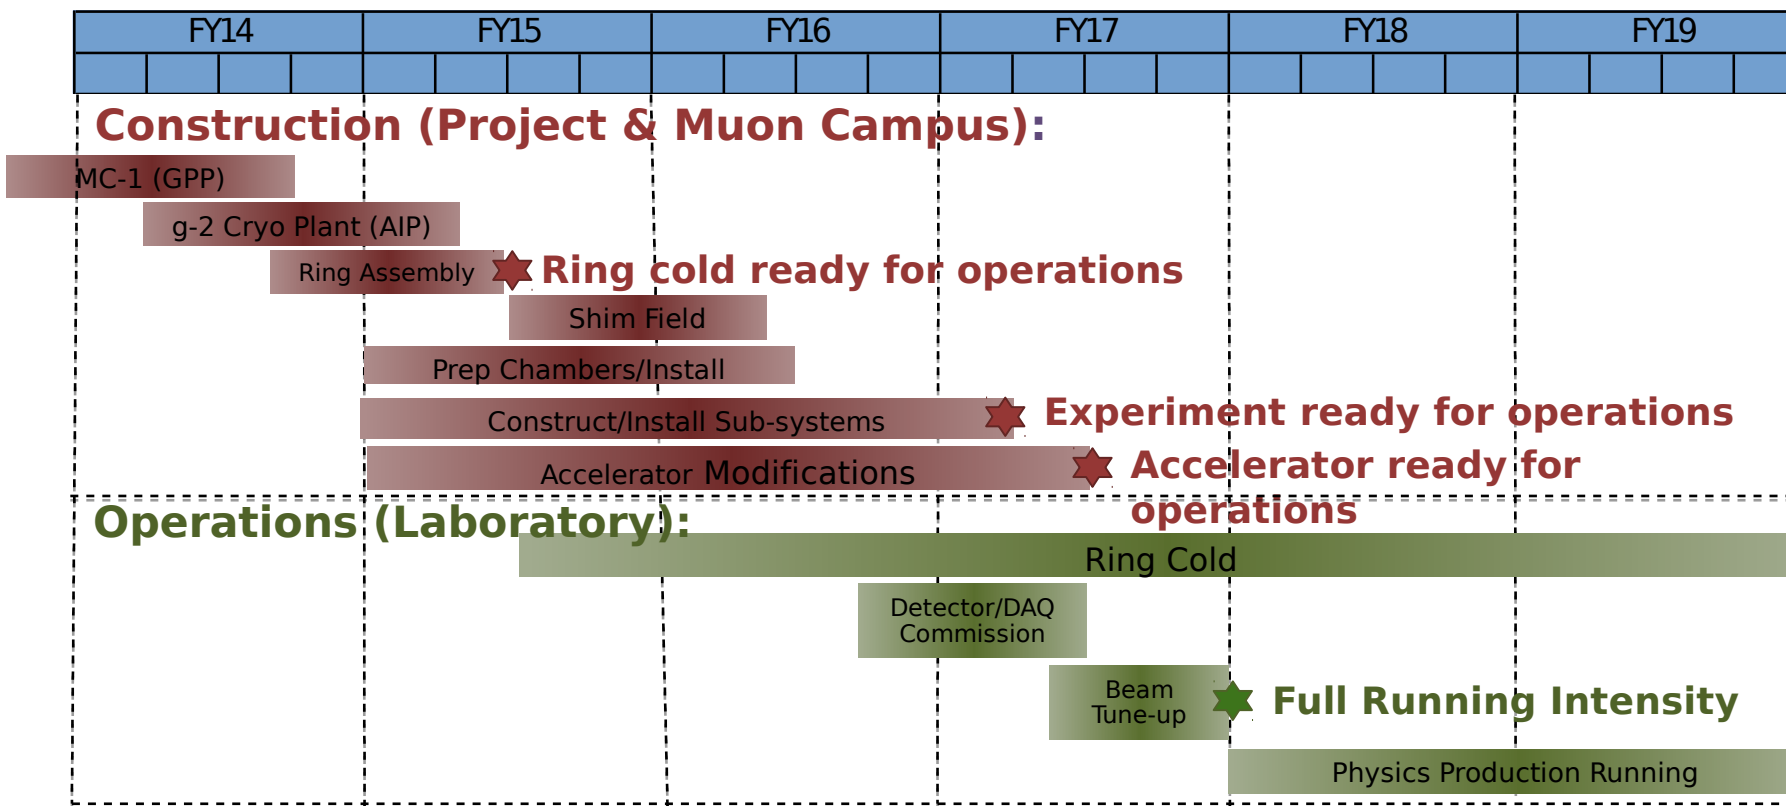 FY14 FY15 FY16 FY17 FY18 FY19
Construction (Project & Muon Campus):
MC-1 (GPP)
g-2 Cryo Plant (AIP)
Ring Assembly
Ring cold ready for operations
Shim Field
Prep Chambers/Install
Construct/Install Sub-systems
Experiment ready for operations
Accelerator Modifications
Accelerator ready for
operations
Operations (Laboratory):
Ring Cold
Detector/DAQ
Commission
Beam
Tune-up
Full Running Intensity
Physics Production Running